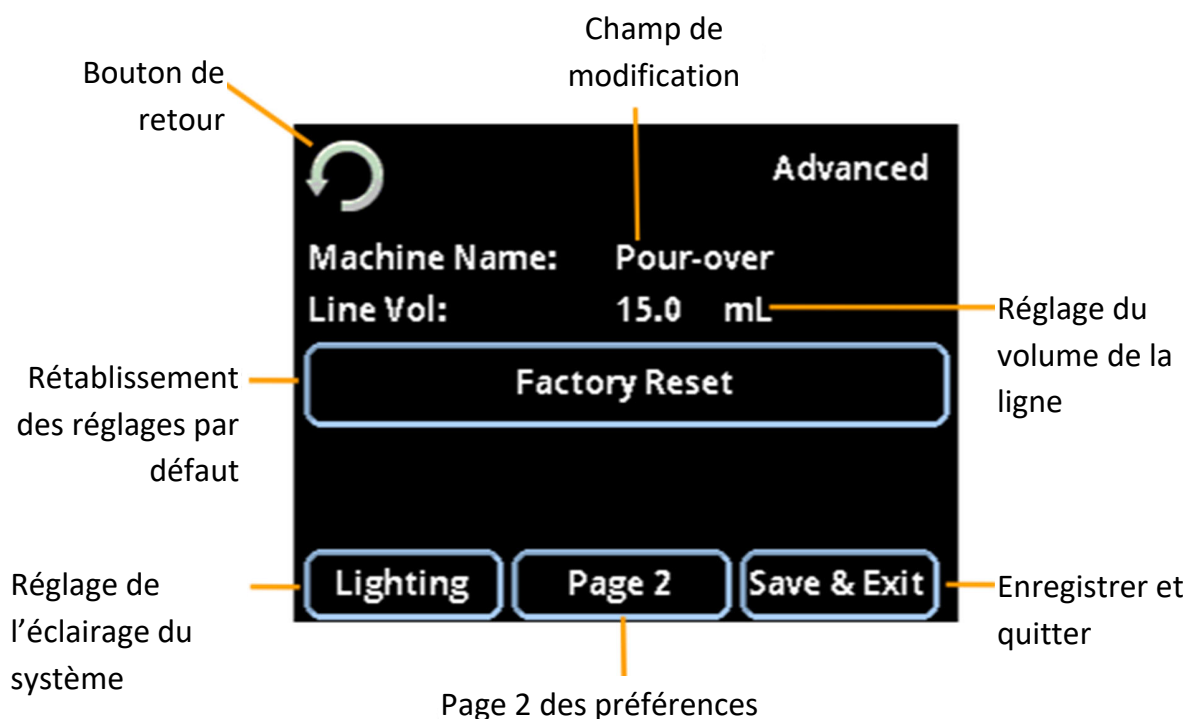 Champ de
modification
Bouton de
retour
Advanced
Machine Name: Pour-over
Line Vol: 15.0 mL
Réglage du
volume de la
ligne
Factory Reset
Rétablissement
des réglages par
défaut
Lighting
Page 2
Save & Exit
Réglage de
l’éclairage du
système
Enregistrer et
quitter
Page 2 des préférences